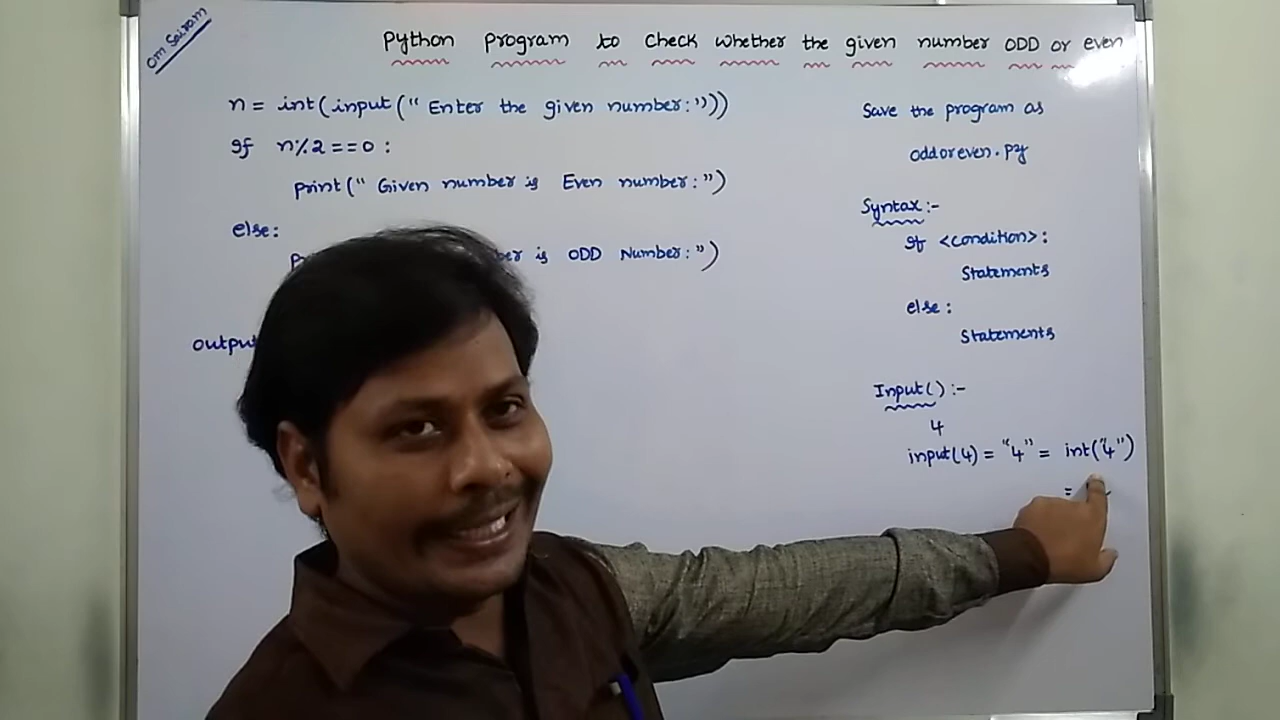 Om Sairam
Python program to check whether the given number ODD or even
n = int(input(" Enter the given number:"))
If n%2==0 :
print(" Given number is Even number:")
else:
is ODD Number:")
output
Save the program as
oddoreven.py
Syntax:-
If <condition>:
Statements
else:
Statements
Input() :-
4
input(4) = "4" = int("4")
=